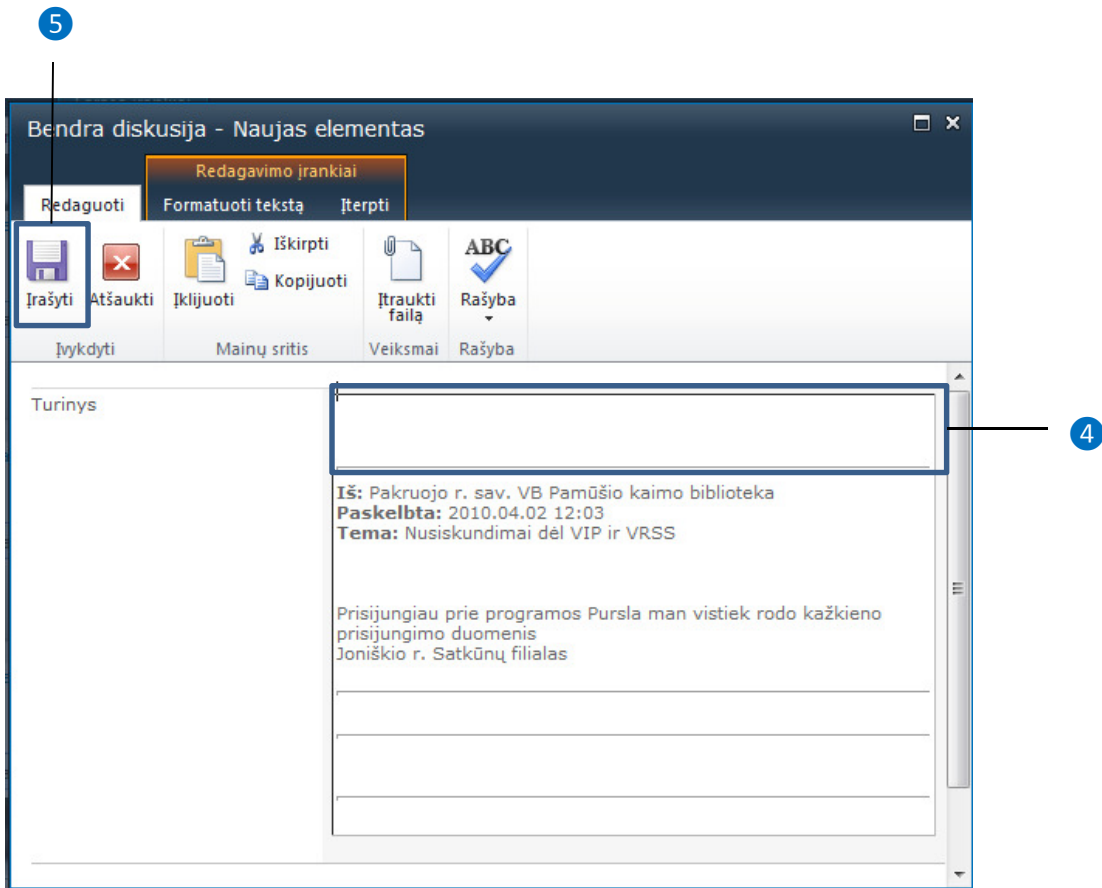 5
Bendra diskusija - Naujas elementas
Redagavimo įrankiai
Redaguoti Formatuoti tekstą Įterpti
Įrašyti Atšaukti Įklijuoti Iškirpti Kopijuoti Įtraukti failą ABC Rašyba
Įvykdyti Mainų sritis Veiksmai Rašyba
Turinys
4
Iš: Pakruojo r. sav. VB Pamūšio kaimo biblioteka
Paskelbta: 2010.04.02 12:03
Tema: Nusiskundimai dėl VIP ir VRSS
Prisijungiau prie programos Pursla man vistiek rodo kažkieno
prisijungimo duomenis
Joniškio r. Satkūnų filialas